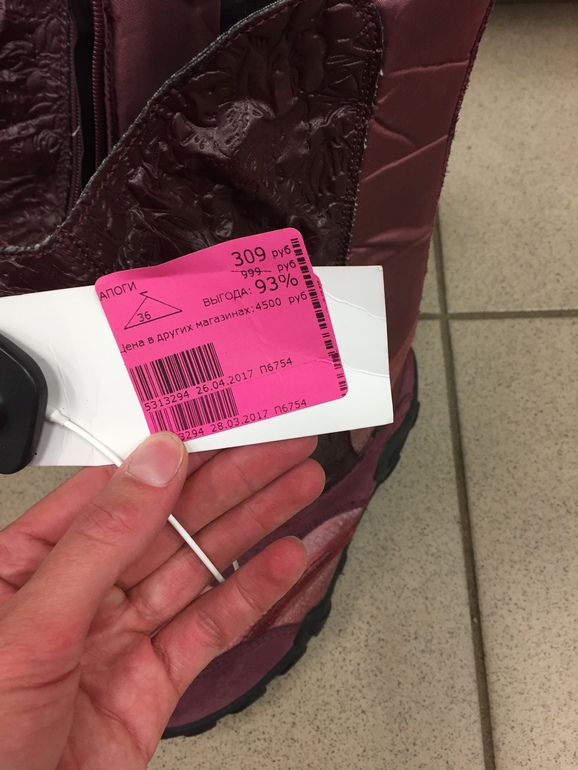 309 руб
999 руб
АПОГИ
ВЫГОДА: 93%
36
Цена в других магазинах: 4500 руб
5313294 26.04.2017 П6754
3294 28.03.2017 П6754